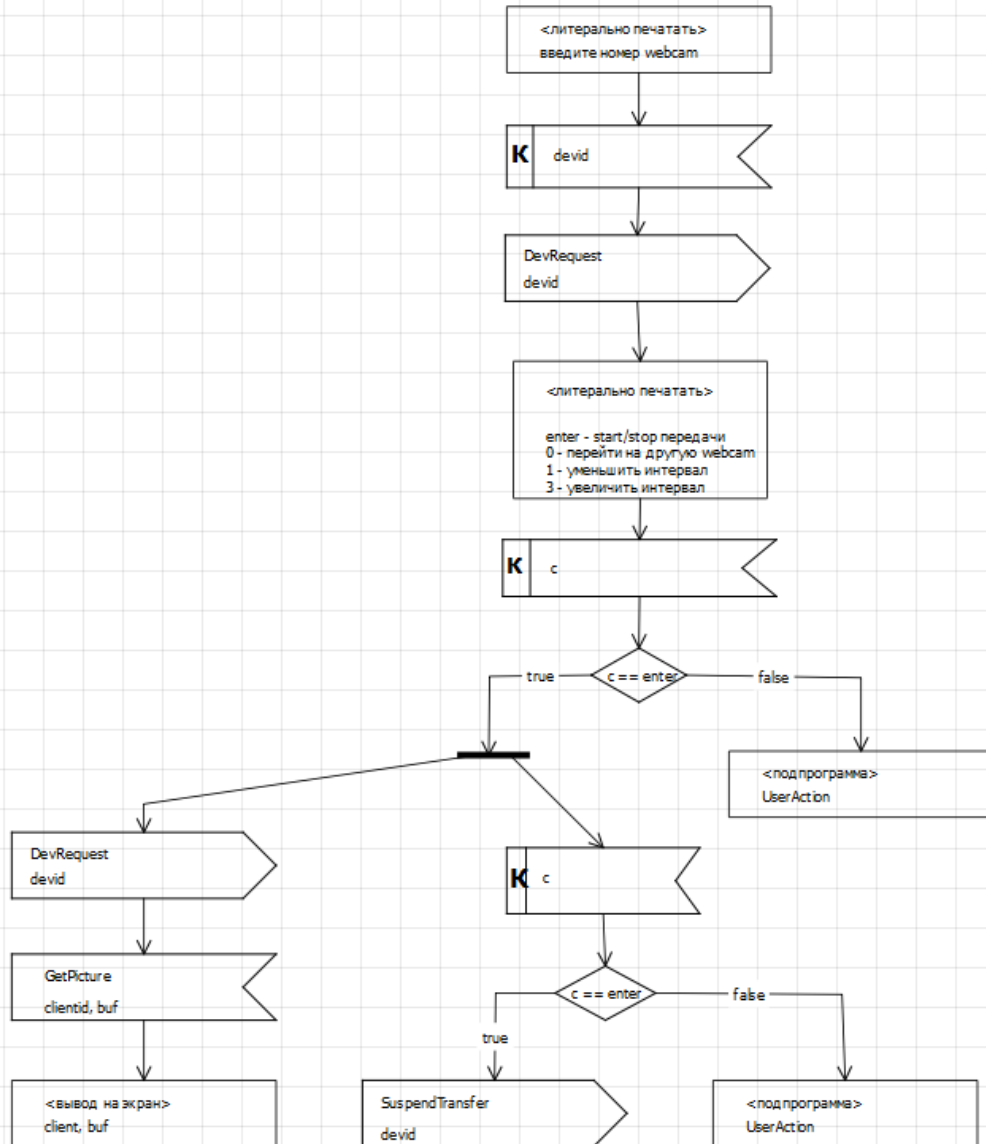 <литерально печатать>
введите номер webcam
К devid
DevRequest
devid
<литерально печатать>
enter - start/stop передачи
0 - перейти на другую webcam
1 - уменьшить интервал
3 - увеличить интервал
К c
true
c == enter
false
<подпрограмма>
UserAction
DevRequest
devid
К c
GetPicture
clientid, buf
c == enter
false
true
<вывод на экран>
client, buf
SuspendTransfer
devid
<подпрограмма>
UserAction